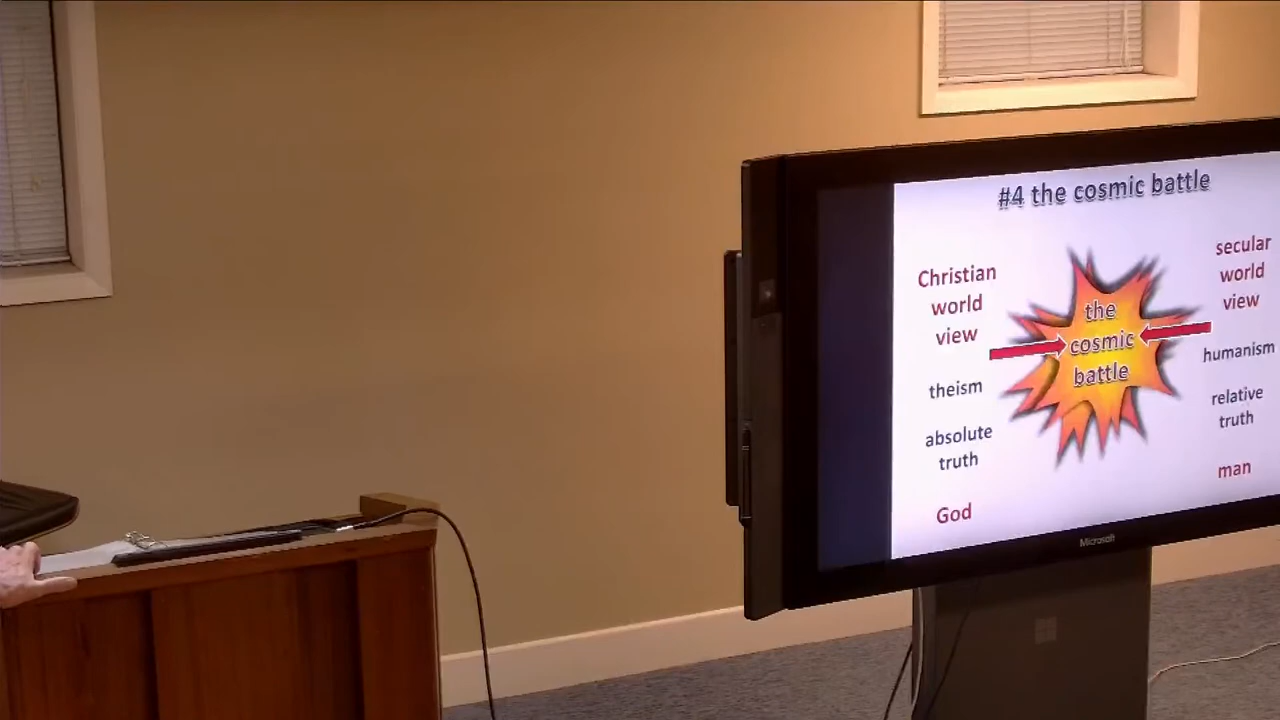 #4 the cosmic battle
Christian
world
view
theism
absolute
truth
God
the
cosmic
battle
secular
world
view
humanism
relative
truth
man
Microsoft